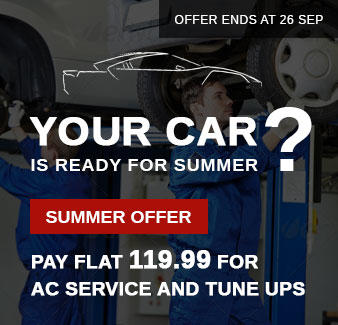 OFFER ENDS AT 26 SEP
YOUR CAR ?
IS READY FOR SUMMER
SUMMER OFFER
PAY FLAT 119.99 FOR
AC SERVICE AND TUNE UPS